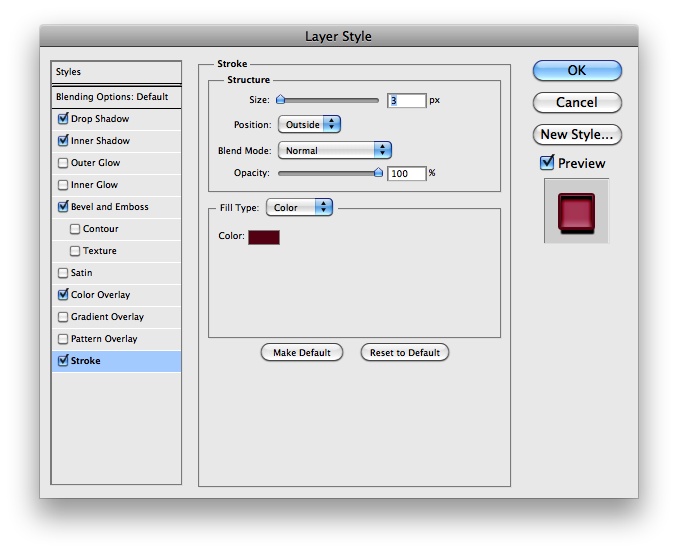 Layer Style
Styles
Blending Options: Default
Drop Shadow
Inner Shadow
Outer Glow
Inner Glow
Bevel and Emboss
Contour
Texture
Satin
Color Overlay
Gradient Overlay
Pattern Overlay
Stroke
Stroke
Structure
Size: 3 px
Position: Outside
Blend Mode: Normal
Opacity: 100 %
Fill Type: Color
Color:
Make Default Reset to Default
OK
Cancel
New Style...
Preview